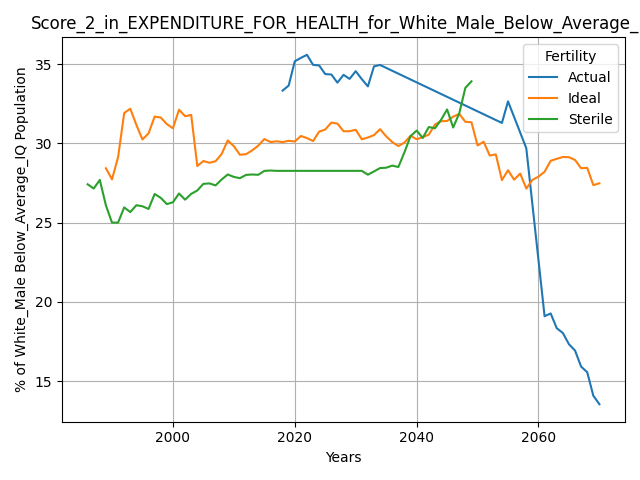 Score_2_in_EXPENDITURE_FOR_HEALTH_for_White_Male_Below_Average_
Fertility
Actual
Ideal
Sterile
% of White_Male Below_Average_IQ Population
35
30
25
20
15
2000
2020
2040
2060
Years